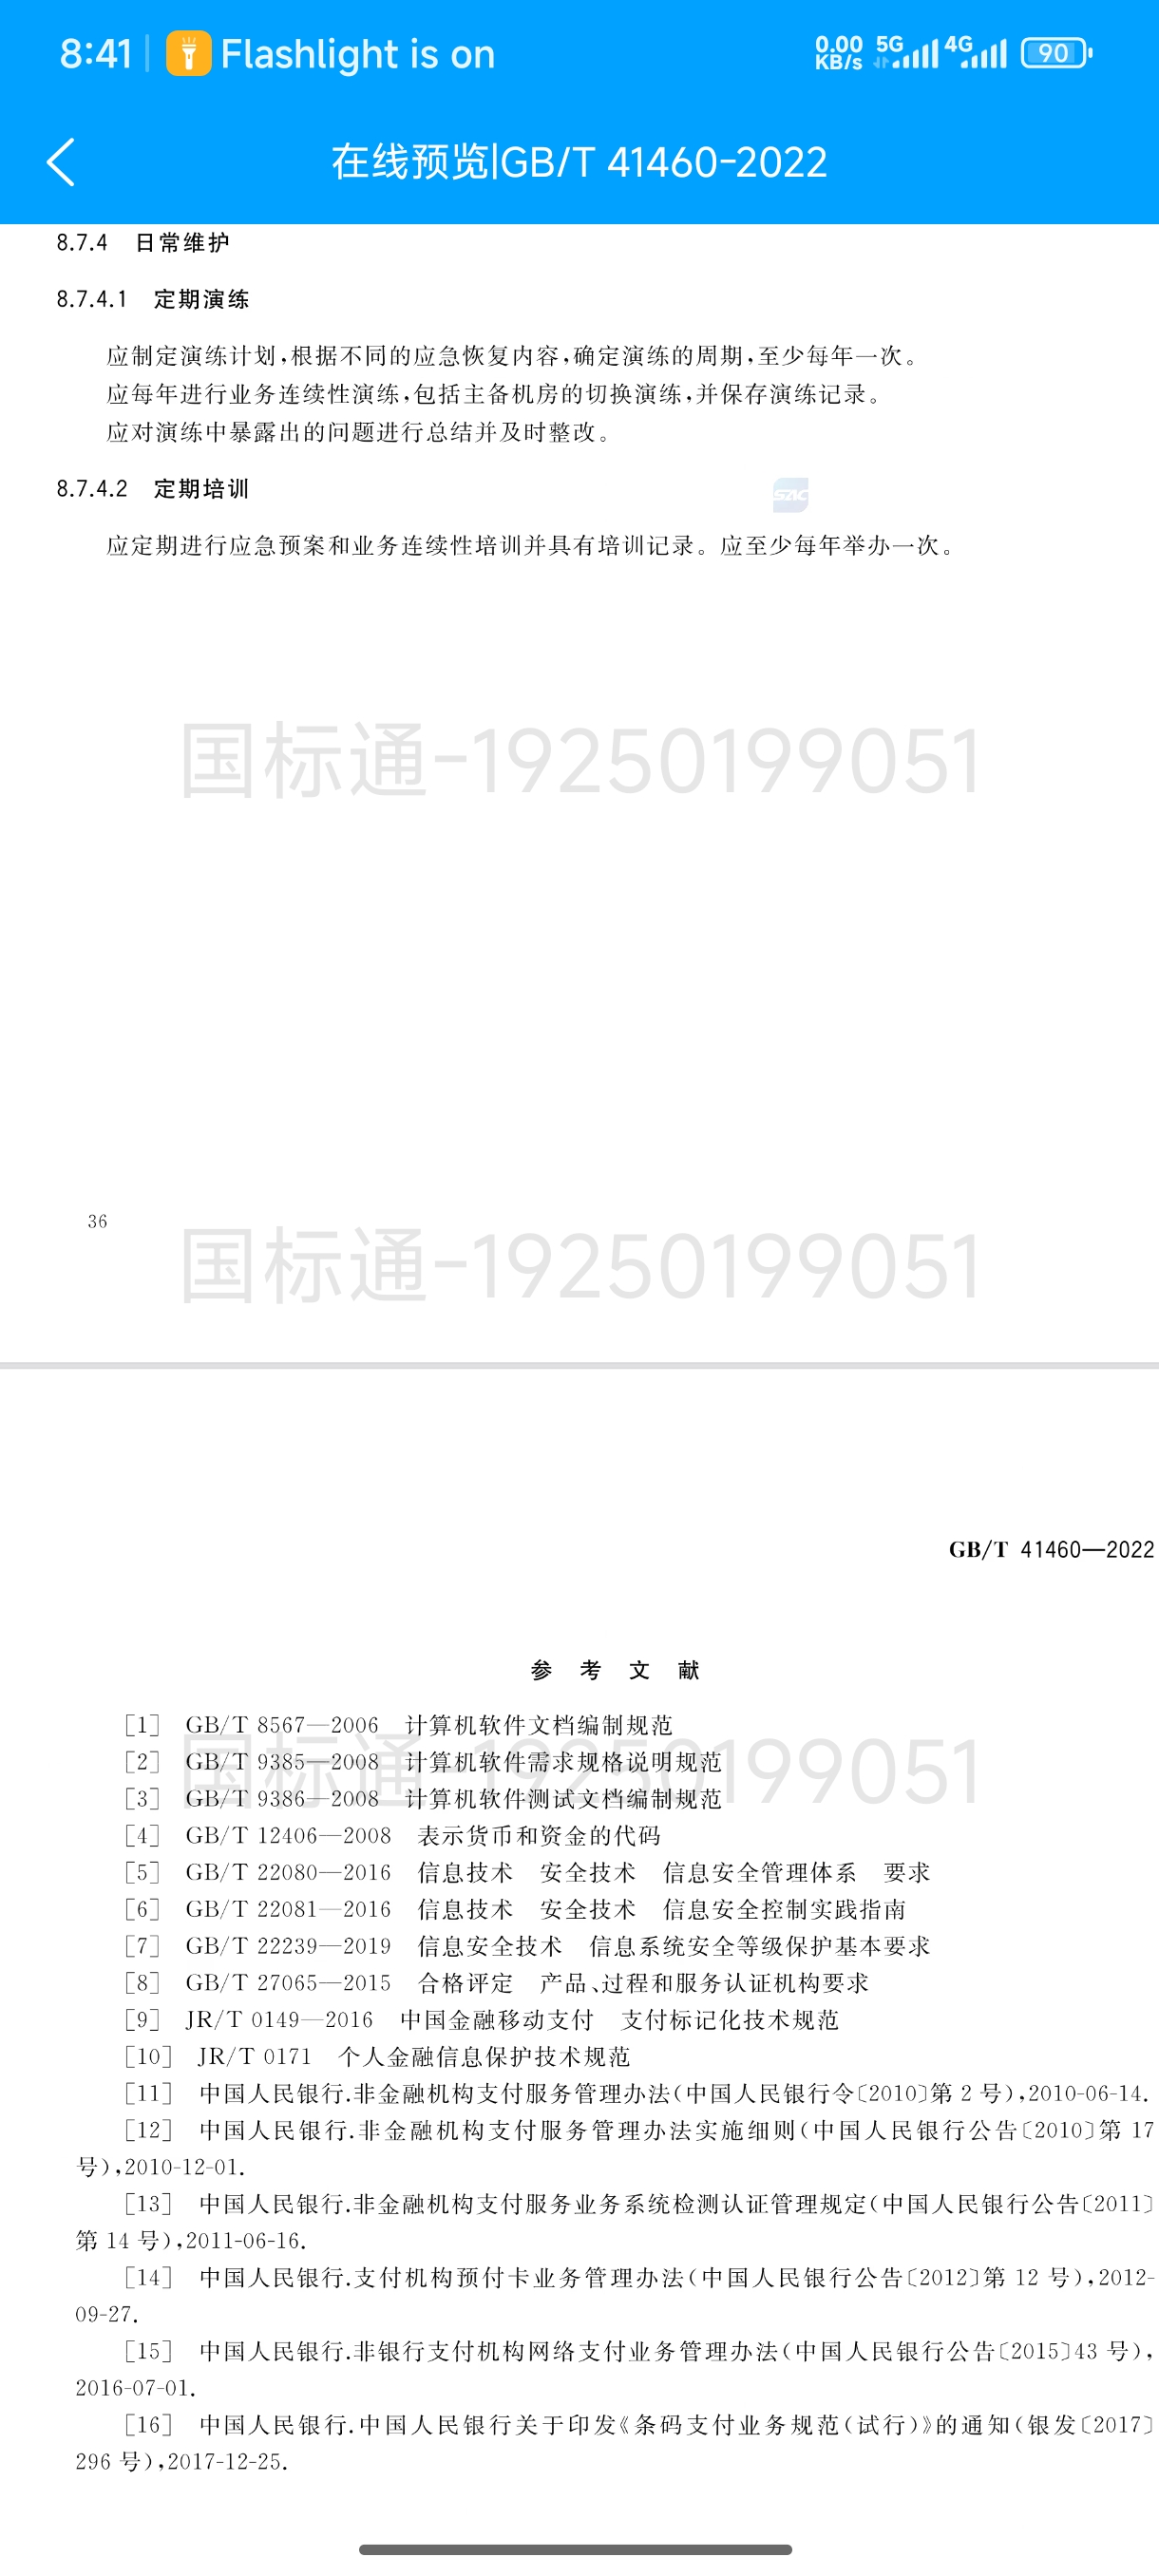 8:41 Flashlight is on 0.00 KB/s 5G 4G 90
在线预览|GB/T 41460-2022
8.7.4 日常维护
8.7.4.1 定期演练
应制定演练计划,根据不同的应急恢复内容,确定演练的周期,至少每年一次。
应每年进行业务连续性演练,包括主备机房的切换演练,并保存演练记录。
应对演练中暴露出的问题进行总结并及时整改。
8.7.4.2 定期培训
SAC
应定期进行应急预案和业务连续性培训并具有培训记录。应至少每年举办一次。
国标通-19250199051
36
国标通-19250199051
GB/T 41460—2022
参 考 文 献
[1] GB/T 8567—2006 计算机软件文档编制规范
[2] GB/T 9385—2008 计算机软件需求规格说明规范
国标通-19250199051
[3] GB/T 9386—2008 计算机软件测试文档编制规范
[4] GB/T 12406—2008 表示货币和资金的代码
[5] GB/T 22080—2016 信息技术 安全技术 信息安全管理体系 要求
[6] GB/T 22081—2016 信息技术 安全技术 信息安全控制实践指南
[7] GB/T 22239—2019 信息安全技术 信息系统安全等级保护基本要求
[8] GB/T 27065—2015 合格评定 产品、过程和服务认证机构要求
[9] JR/T 0149—2016 中国金融移动支付 支付标记化技术规范
[10] JR/T 0171 个人金融信息保护技术规范
[11] 中国人民银行.非金融机构支付服务管理办法(中国人民银行令〔2010〕第 2 号),2010-06-14.
[12] 中国人民银行.非金融机构支付服务管理办法实施细则(中国人民银行公告〔2010〕第 17
号),2010-12-01.
[13] 中国人民银行.非金融机构支付服务业务系统检测认证管理规定(中国人民银行公告〔2011〕
第 14 号),2011-06-16.
[14] 中国人民银行.支付机构预付卡业务管理办法(中国人民银行公告〔2012〕第 12 号),2012-
09-27.
[15] 中国人民银行.非银行支付机构网络支付业务管理办法(中国人民银行公告〔2015〕43 号),
2016-07-01.
[16] 中国人民银行.中国人民银行关于印发《条码支付业务规范(试行)》的通知(银发〔2017〕
296 号),2017-12-25.